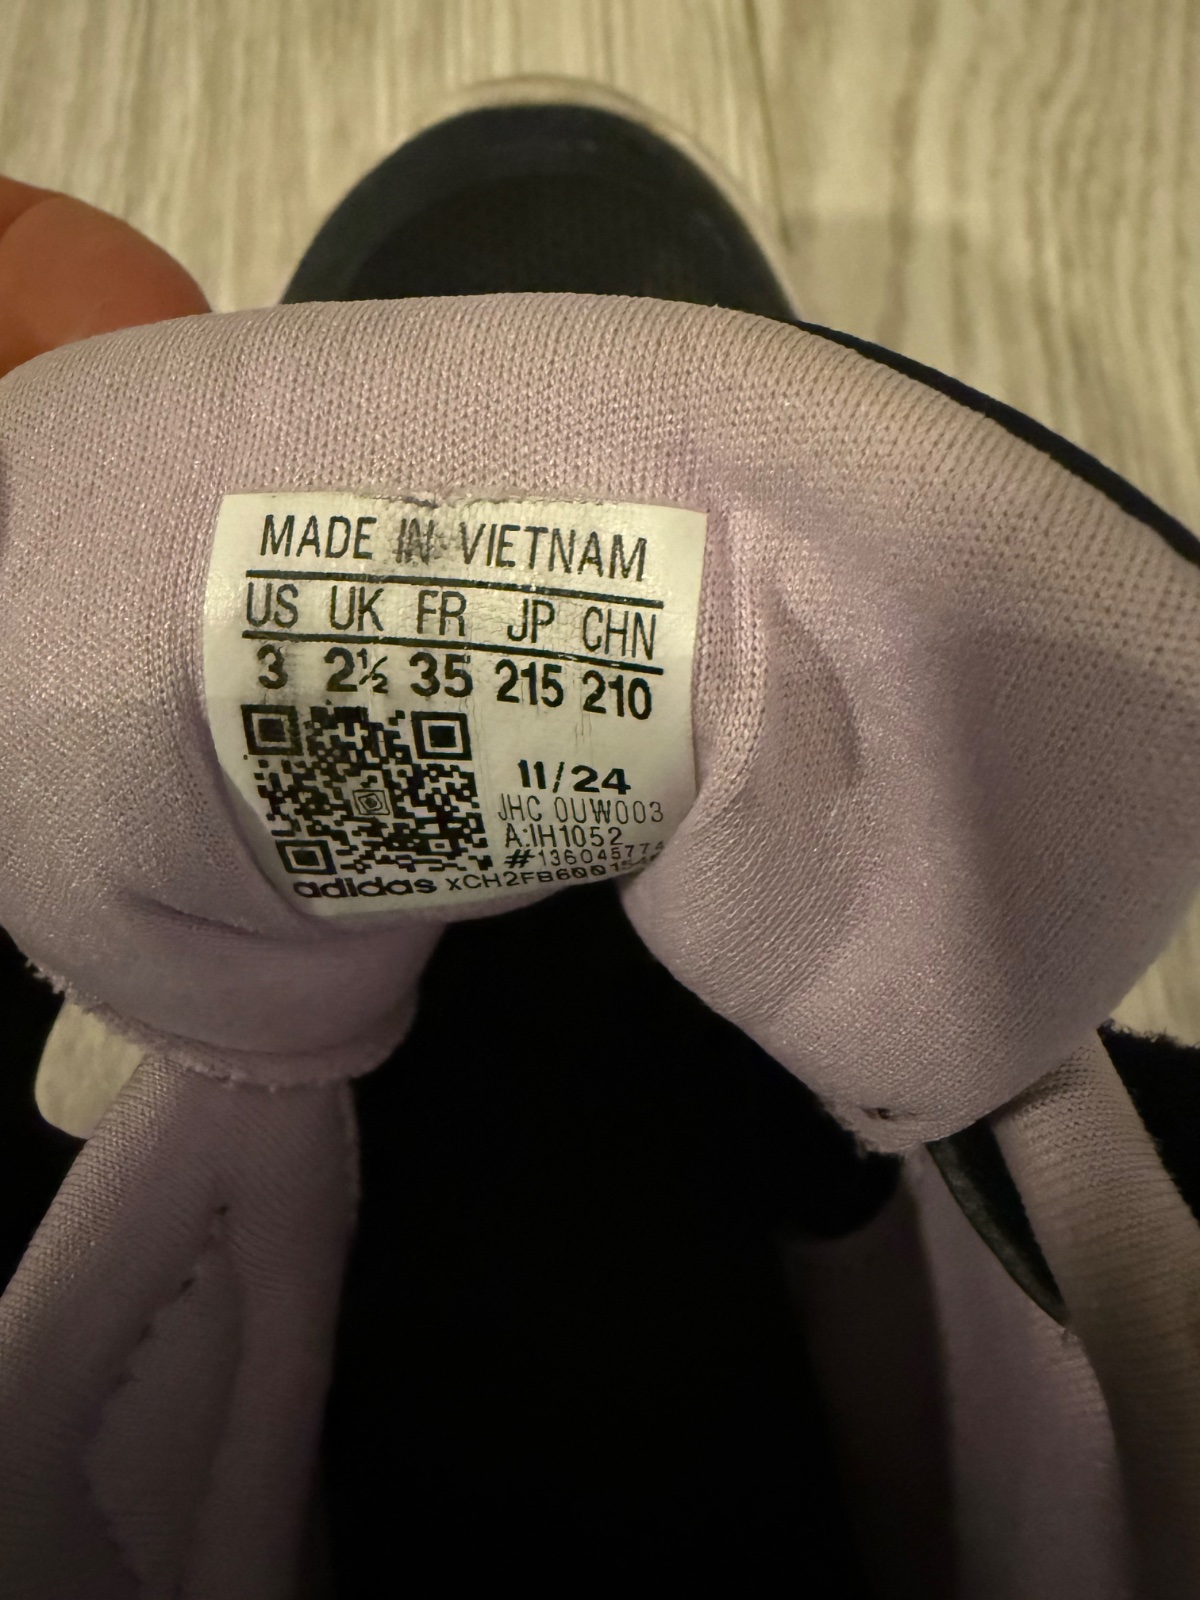 MADE IN VIETNAM
US UK FR JP CHN
3 2½ 35 215 210
11/24
JHC 0UW003
A:IH1052
#136045774
adidas